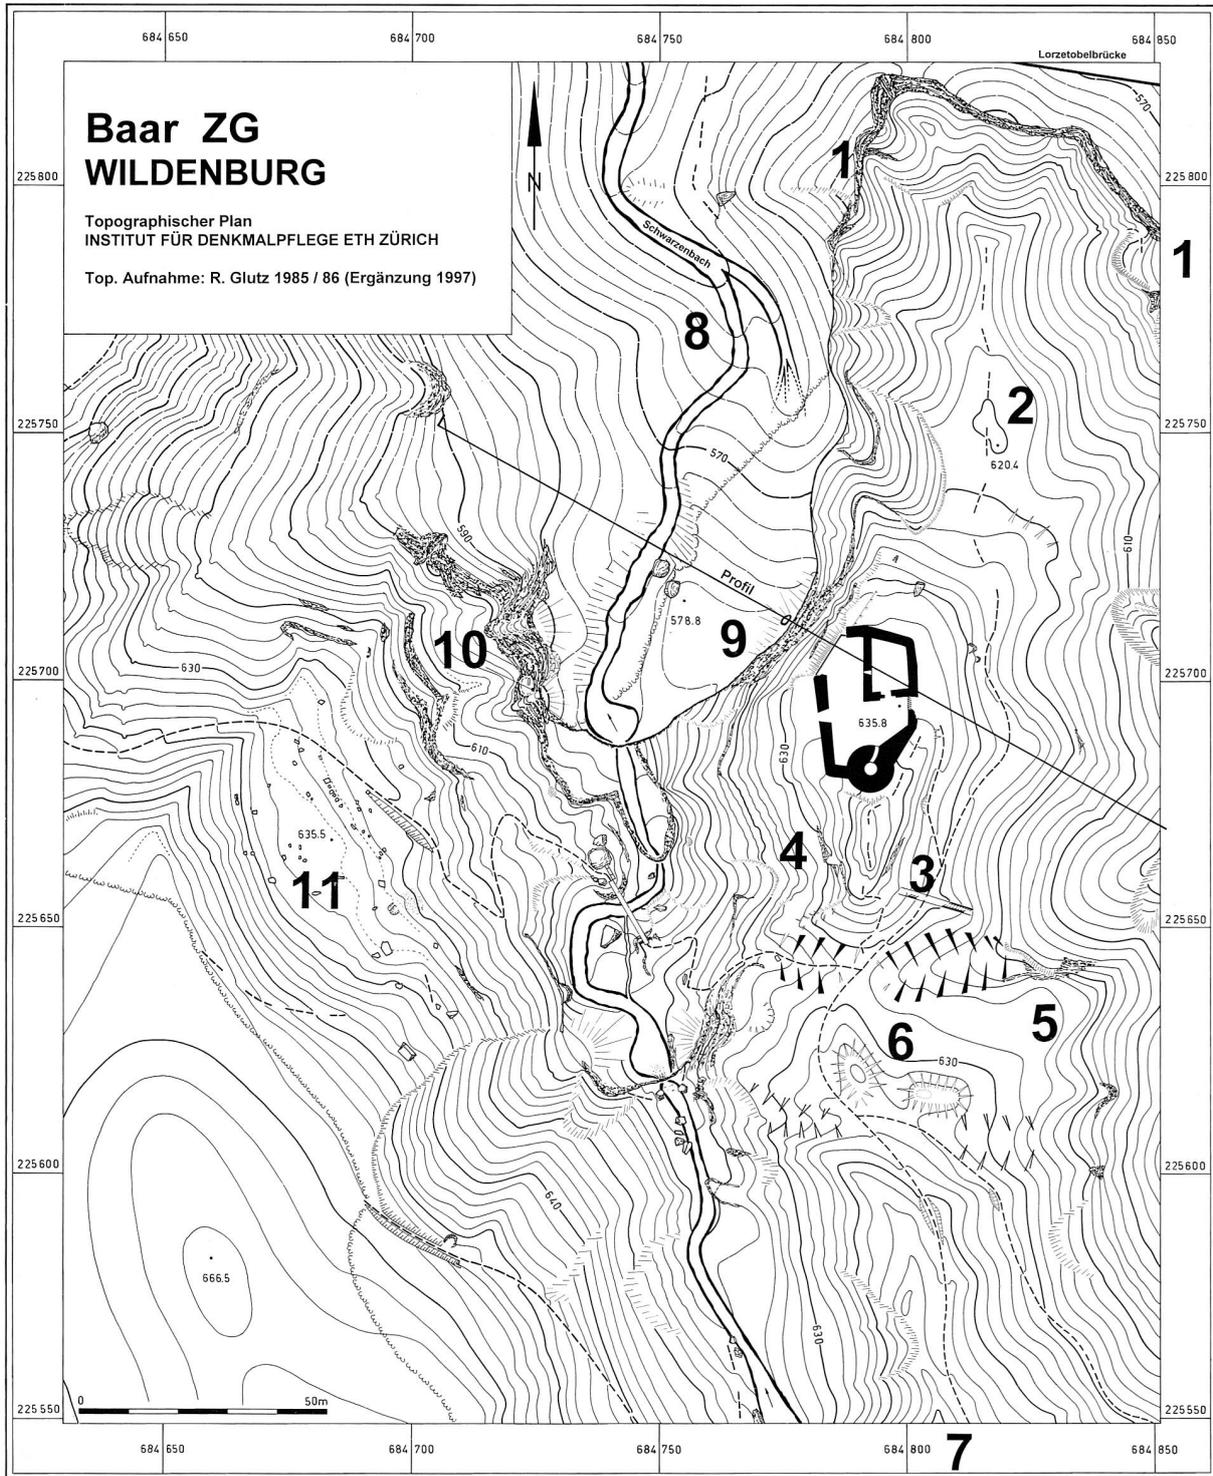 684 650 684 700 684 750 684 800 684 850
Lorzetobelbrücke
570
Baar ZG
WILDENBURG
Topographischer Plan
INSTITUT FÜR DENKMALPFLEGE ETH ZÜRICH
Top. Aufnahme: R. Glutz 1985 / 86 (Ergänzung 1997)
N
1
225 800 225 800
Schwarzenbach
1
8
2
225 750 225 750
620.4
570
590
610
Profil
578.8
9
10
630
225 700 225 700
635.8
610
630
635.5
4
3
11
225 650 225 650
5
6
630
225 600 225 600
640
666.5
630
0 50m
225 550 225 550
684 650 684 700 684 750 684 800 684 850
7